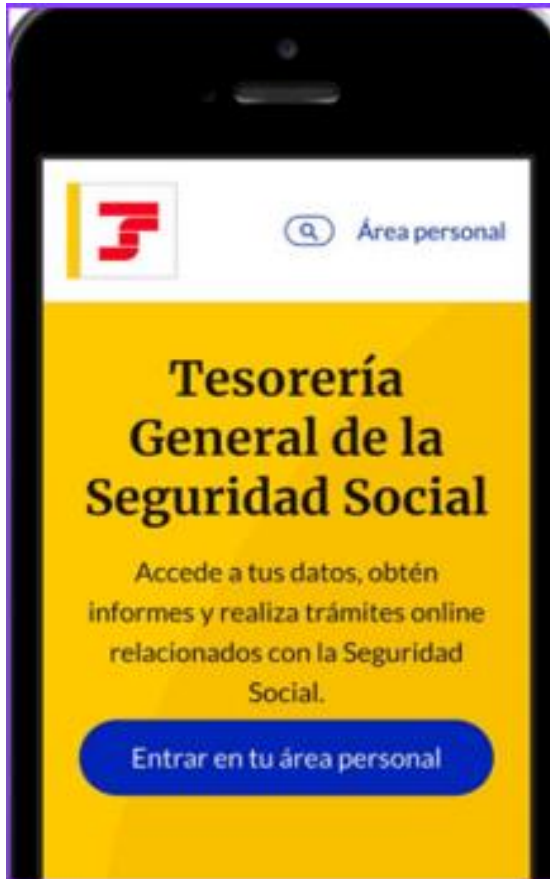 Área personal
Tesorería
General de la
Seguridad Social
Accede a tus datos, obtén
informes y realiza trámites online
relacionados con la Seguridad
Social.
Entrar en tu área personal